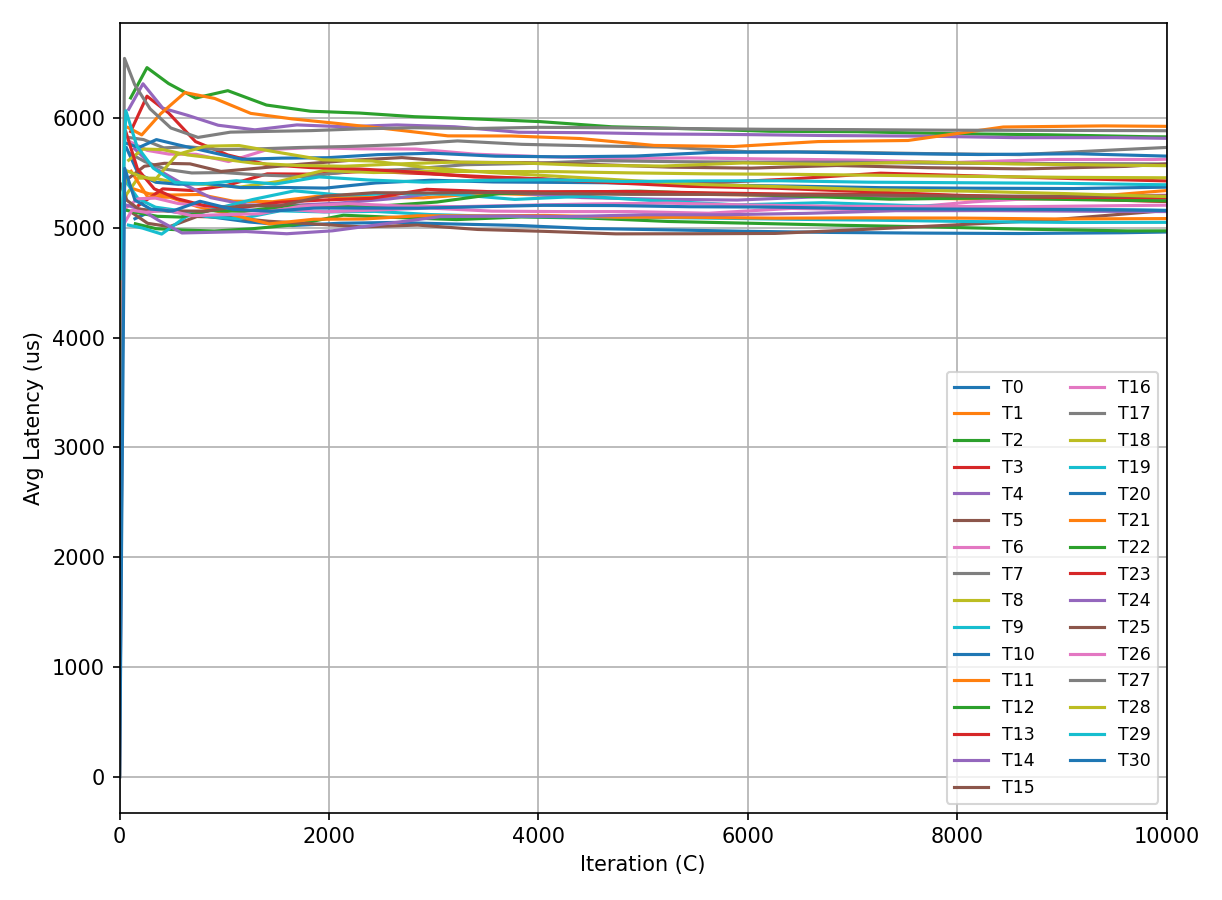 6000
5000
4000
3000
2000
1000
0
Avg Latency (us)
T0
T1
T2
T3
T4
T5
T6
T7
T8
T9
T10
T11
T12
T13
T14
T15
T16
T17
T18
T19
T20
T21
T22
T23
T24
T25
T26
T27
T28
T29
T30
0 2000 4000 6000 8000 10000
Iteration (C)